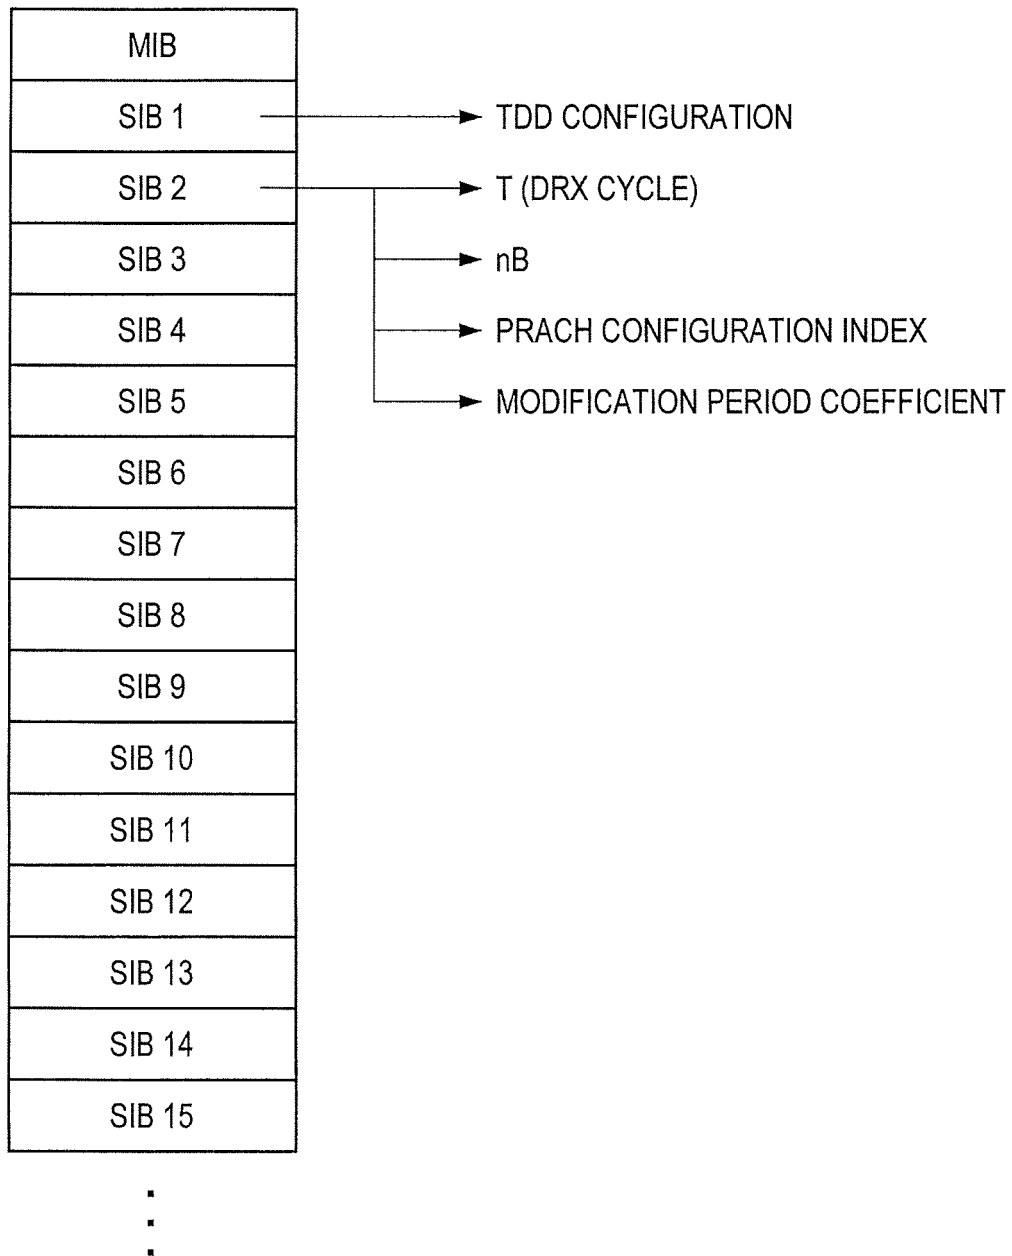 MIB
SIB 1
TDD CONFIGURATION
SIB 2
T (DRX CYCLE)
SIB 3
nB
SIB 4
PRACH CONFIGURATION INDEX
SIB 5
MODIFICATION PERIOD COEFFICIENT
SIB 6
SIB 7
SIB 8
SIB 9
SIB 10
SIB 11
SIB 12
SIB 13
SIB 14
SIB 15